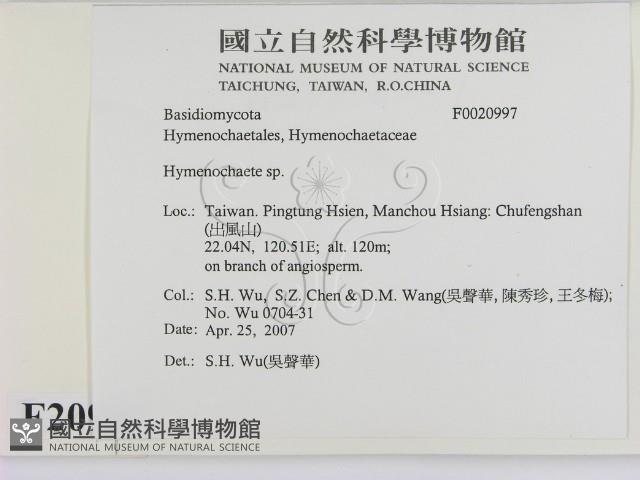 國立自然科學博物館
NATIONAL MUSEUM OF NATURAL SCIENCE
TAICHUNG, TAIWAN, R.O.CHINA
Basidiomycota F0020997
Hymenochaetales, Hymenochaetaceae
Hymenochaete sp.
Loc.: Taiwan. Pingtung Hsien, Manchou Hsiang: Chufengshan
(出風山)
22.04N, 120.51E; alt. 120m;
on branch of angiosperm.
Col.: S.H. Wu, S.Z. Chen & D.M. Wang(吳聲華, 陳秀珍, 王冬梅);
No. Wu 0704-31
Date: Apr. 25, 2007
Det.: S.H. Wu(吳聲華)
F209
國立自然科學博物館
NATIONAL MUSEUM OF NATURAL SCIENCE